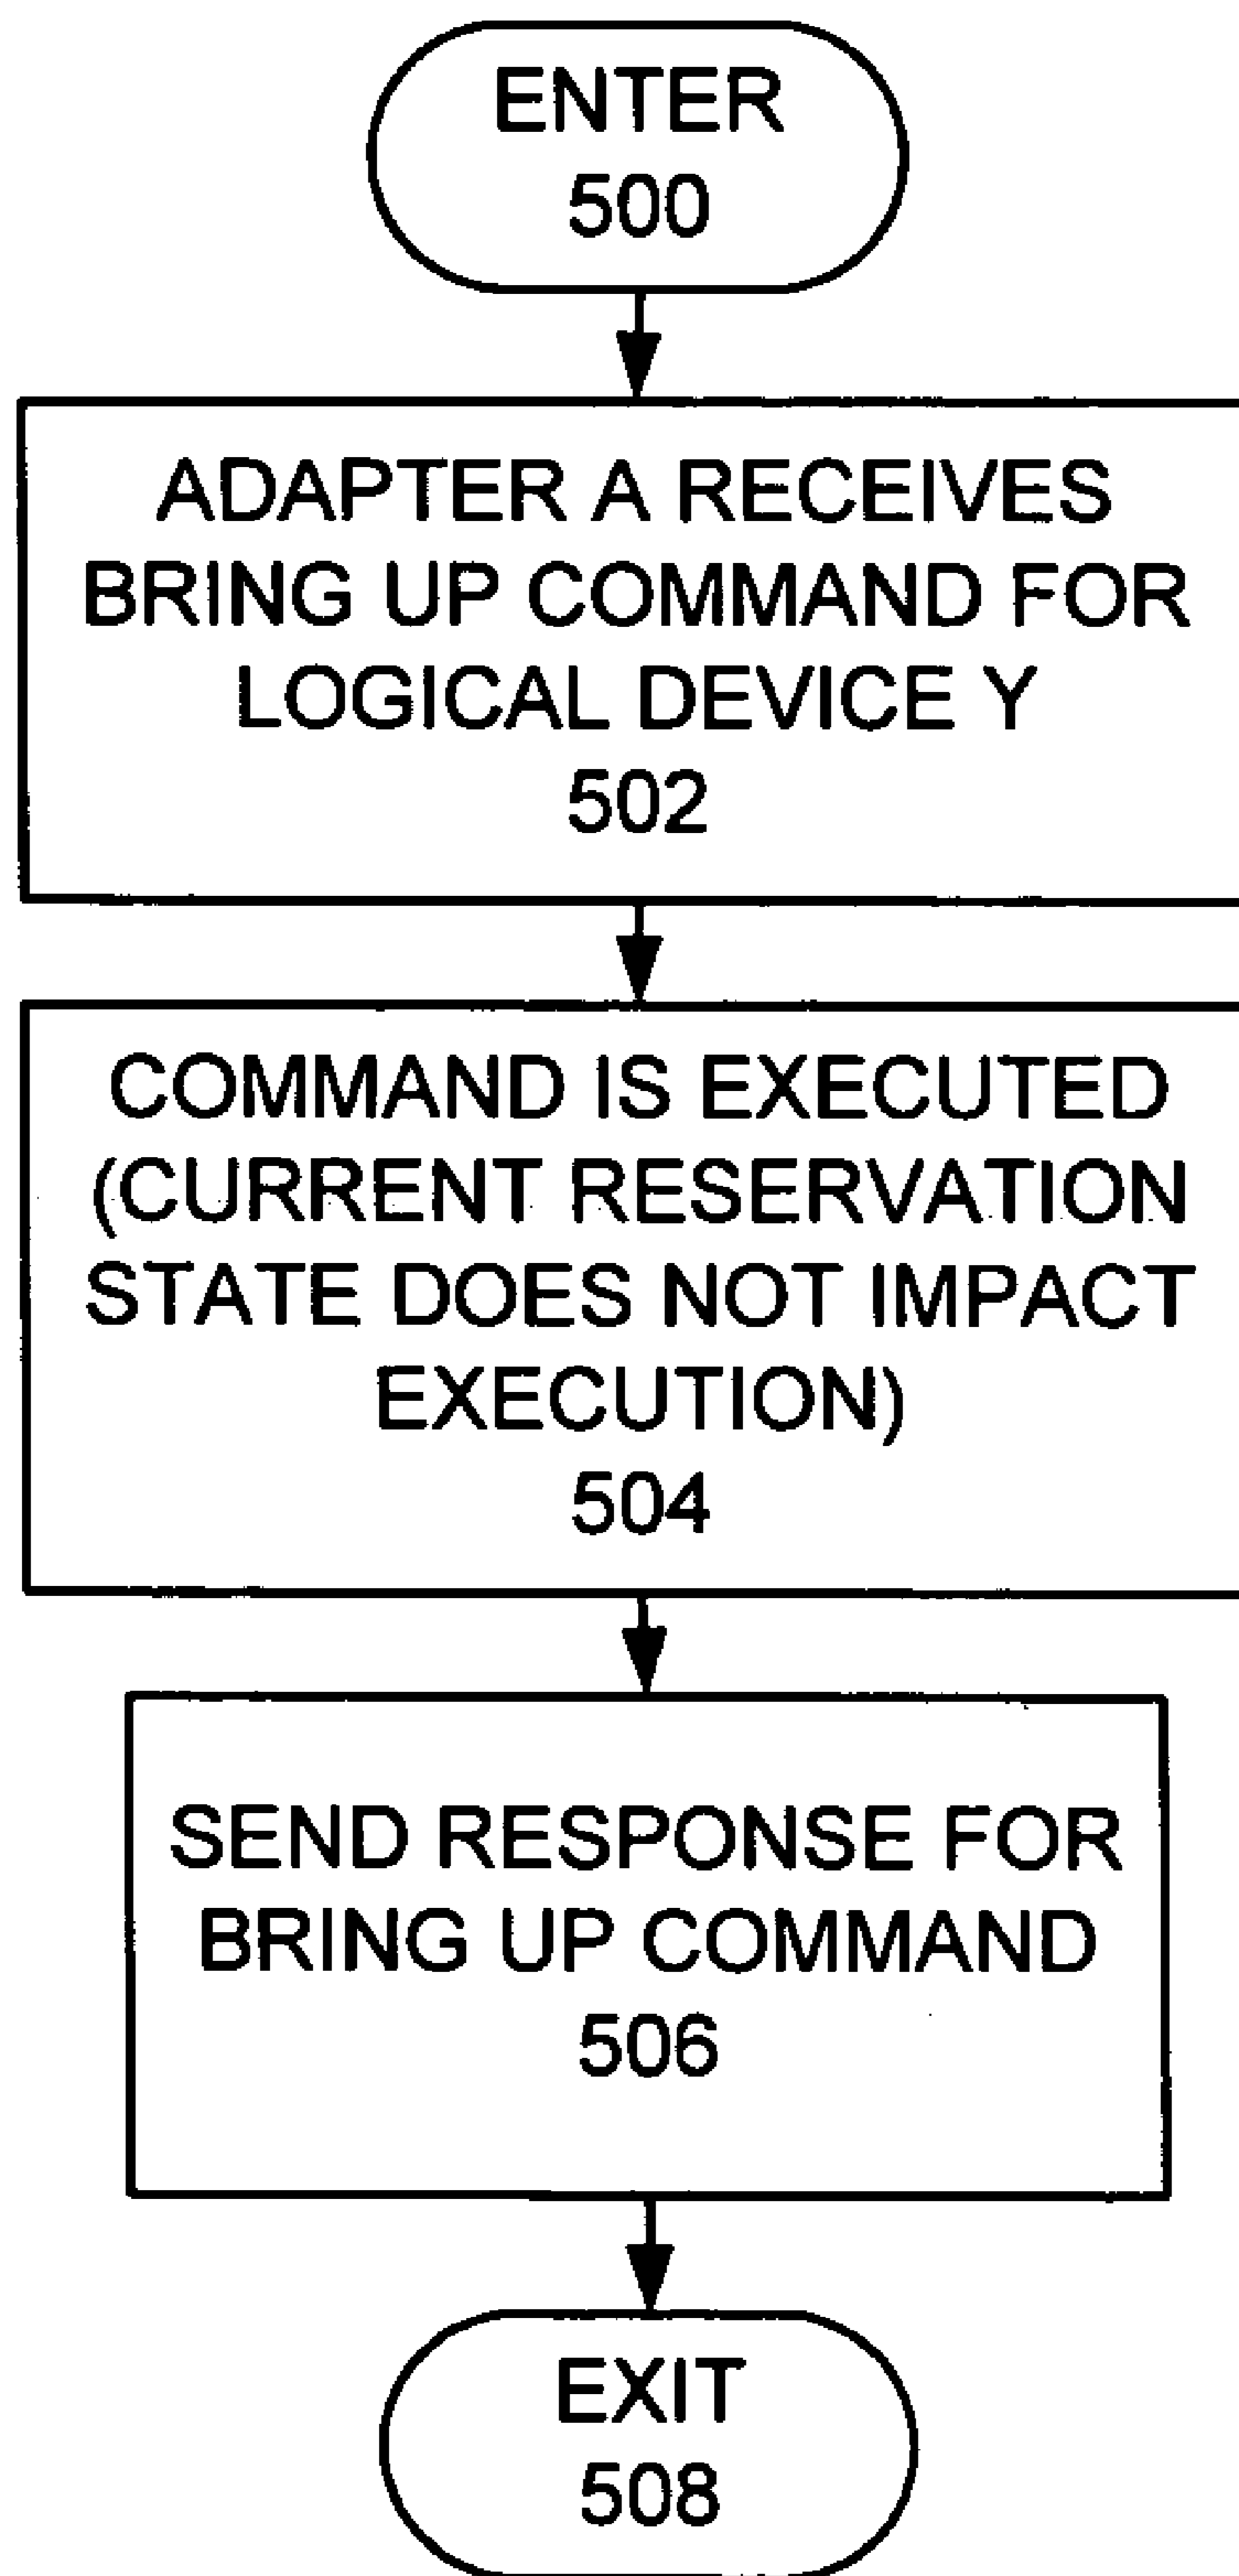 ENTER
500
ADAPTER A RECEIVES
BRING UP COMMAND FOR
LOGICAL DEVICE Y
502
COMMAND IS EXECUTED
(CURRENT RESERVATION
STATE DOES NOT IMPACT
EXECUTION)
504
SEND RESPONSE FOR
BRING UP COMMAND
506
EXIT
508